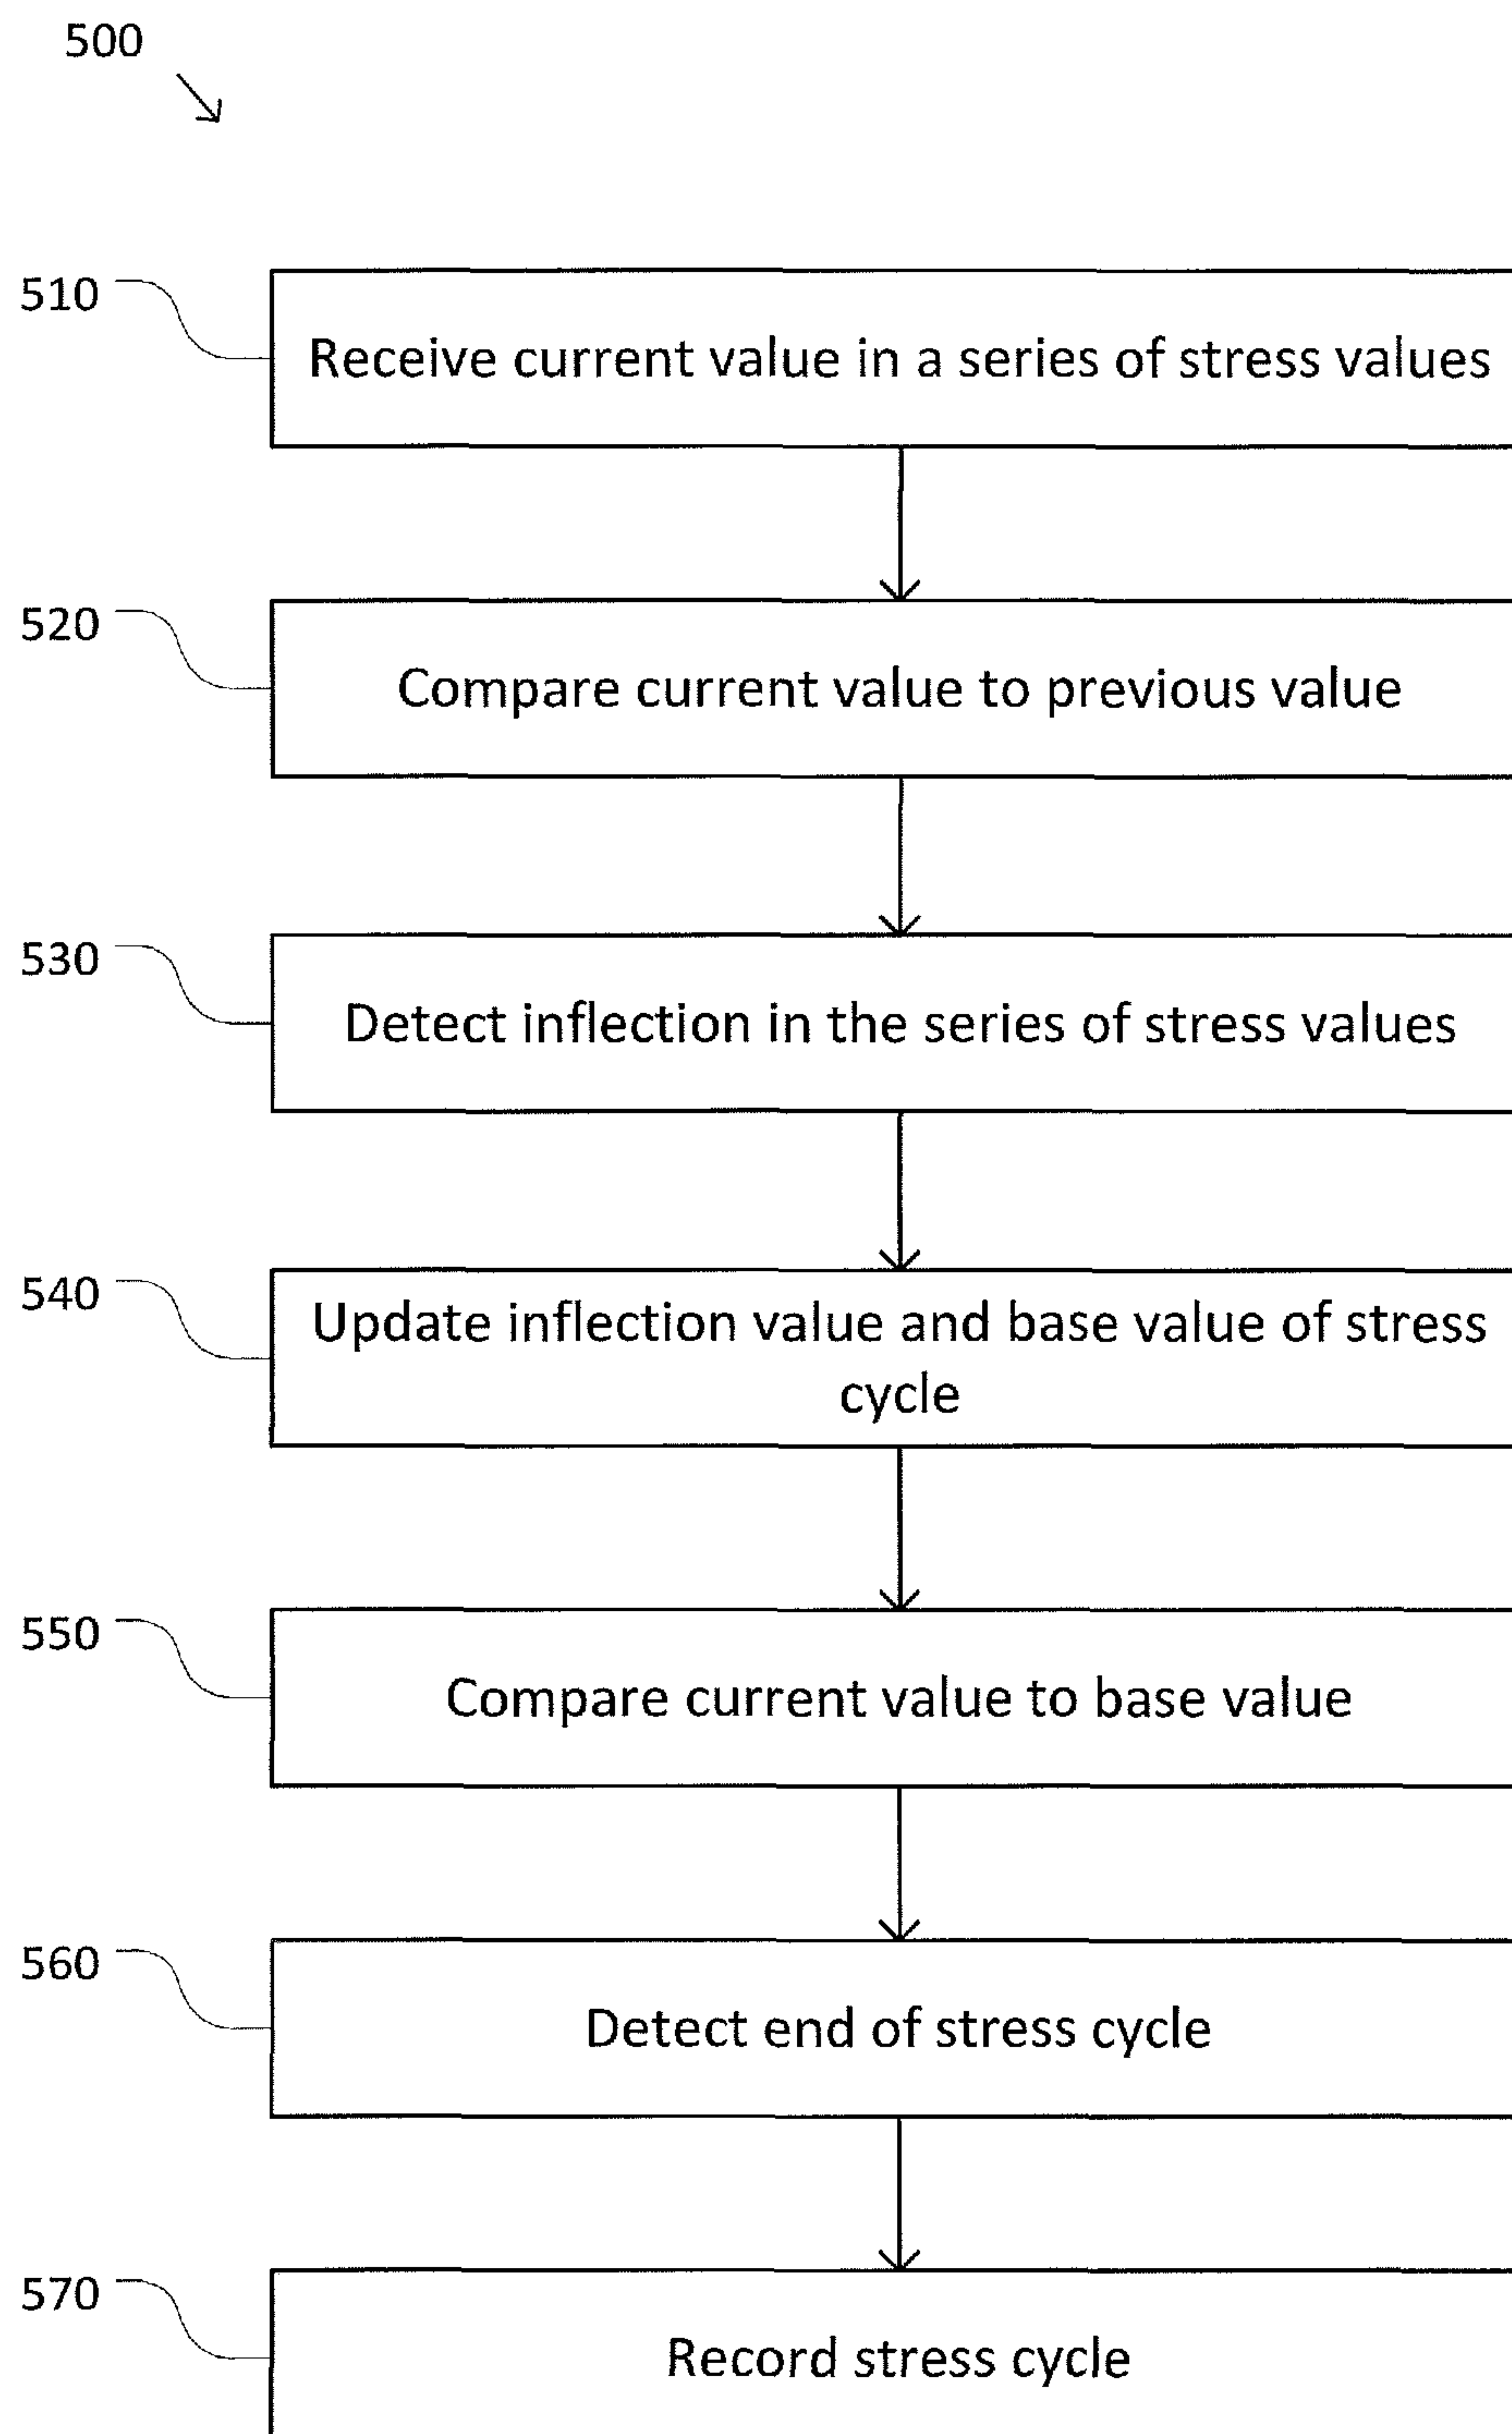 500
510
Receive current value in a series of stress values
520
Compare current value to previous value
530
Detect inflection in the series of stress values
540
Update inflection value and base value of stress
cycle
550
Compare current value to base value
560
Detect end of stress cycle
570
Record stress cycle